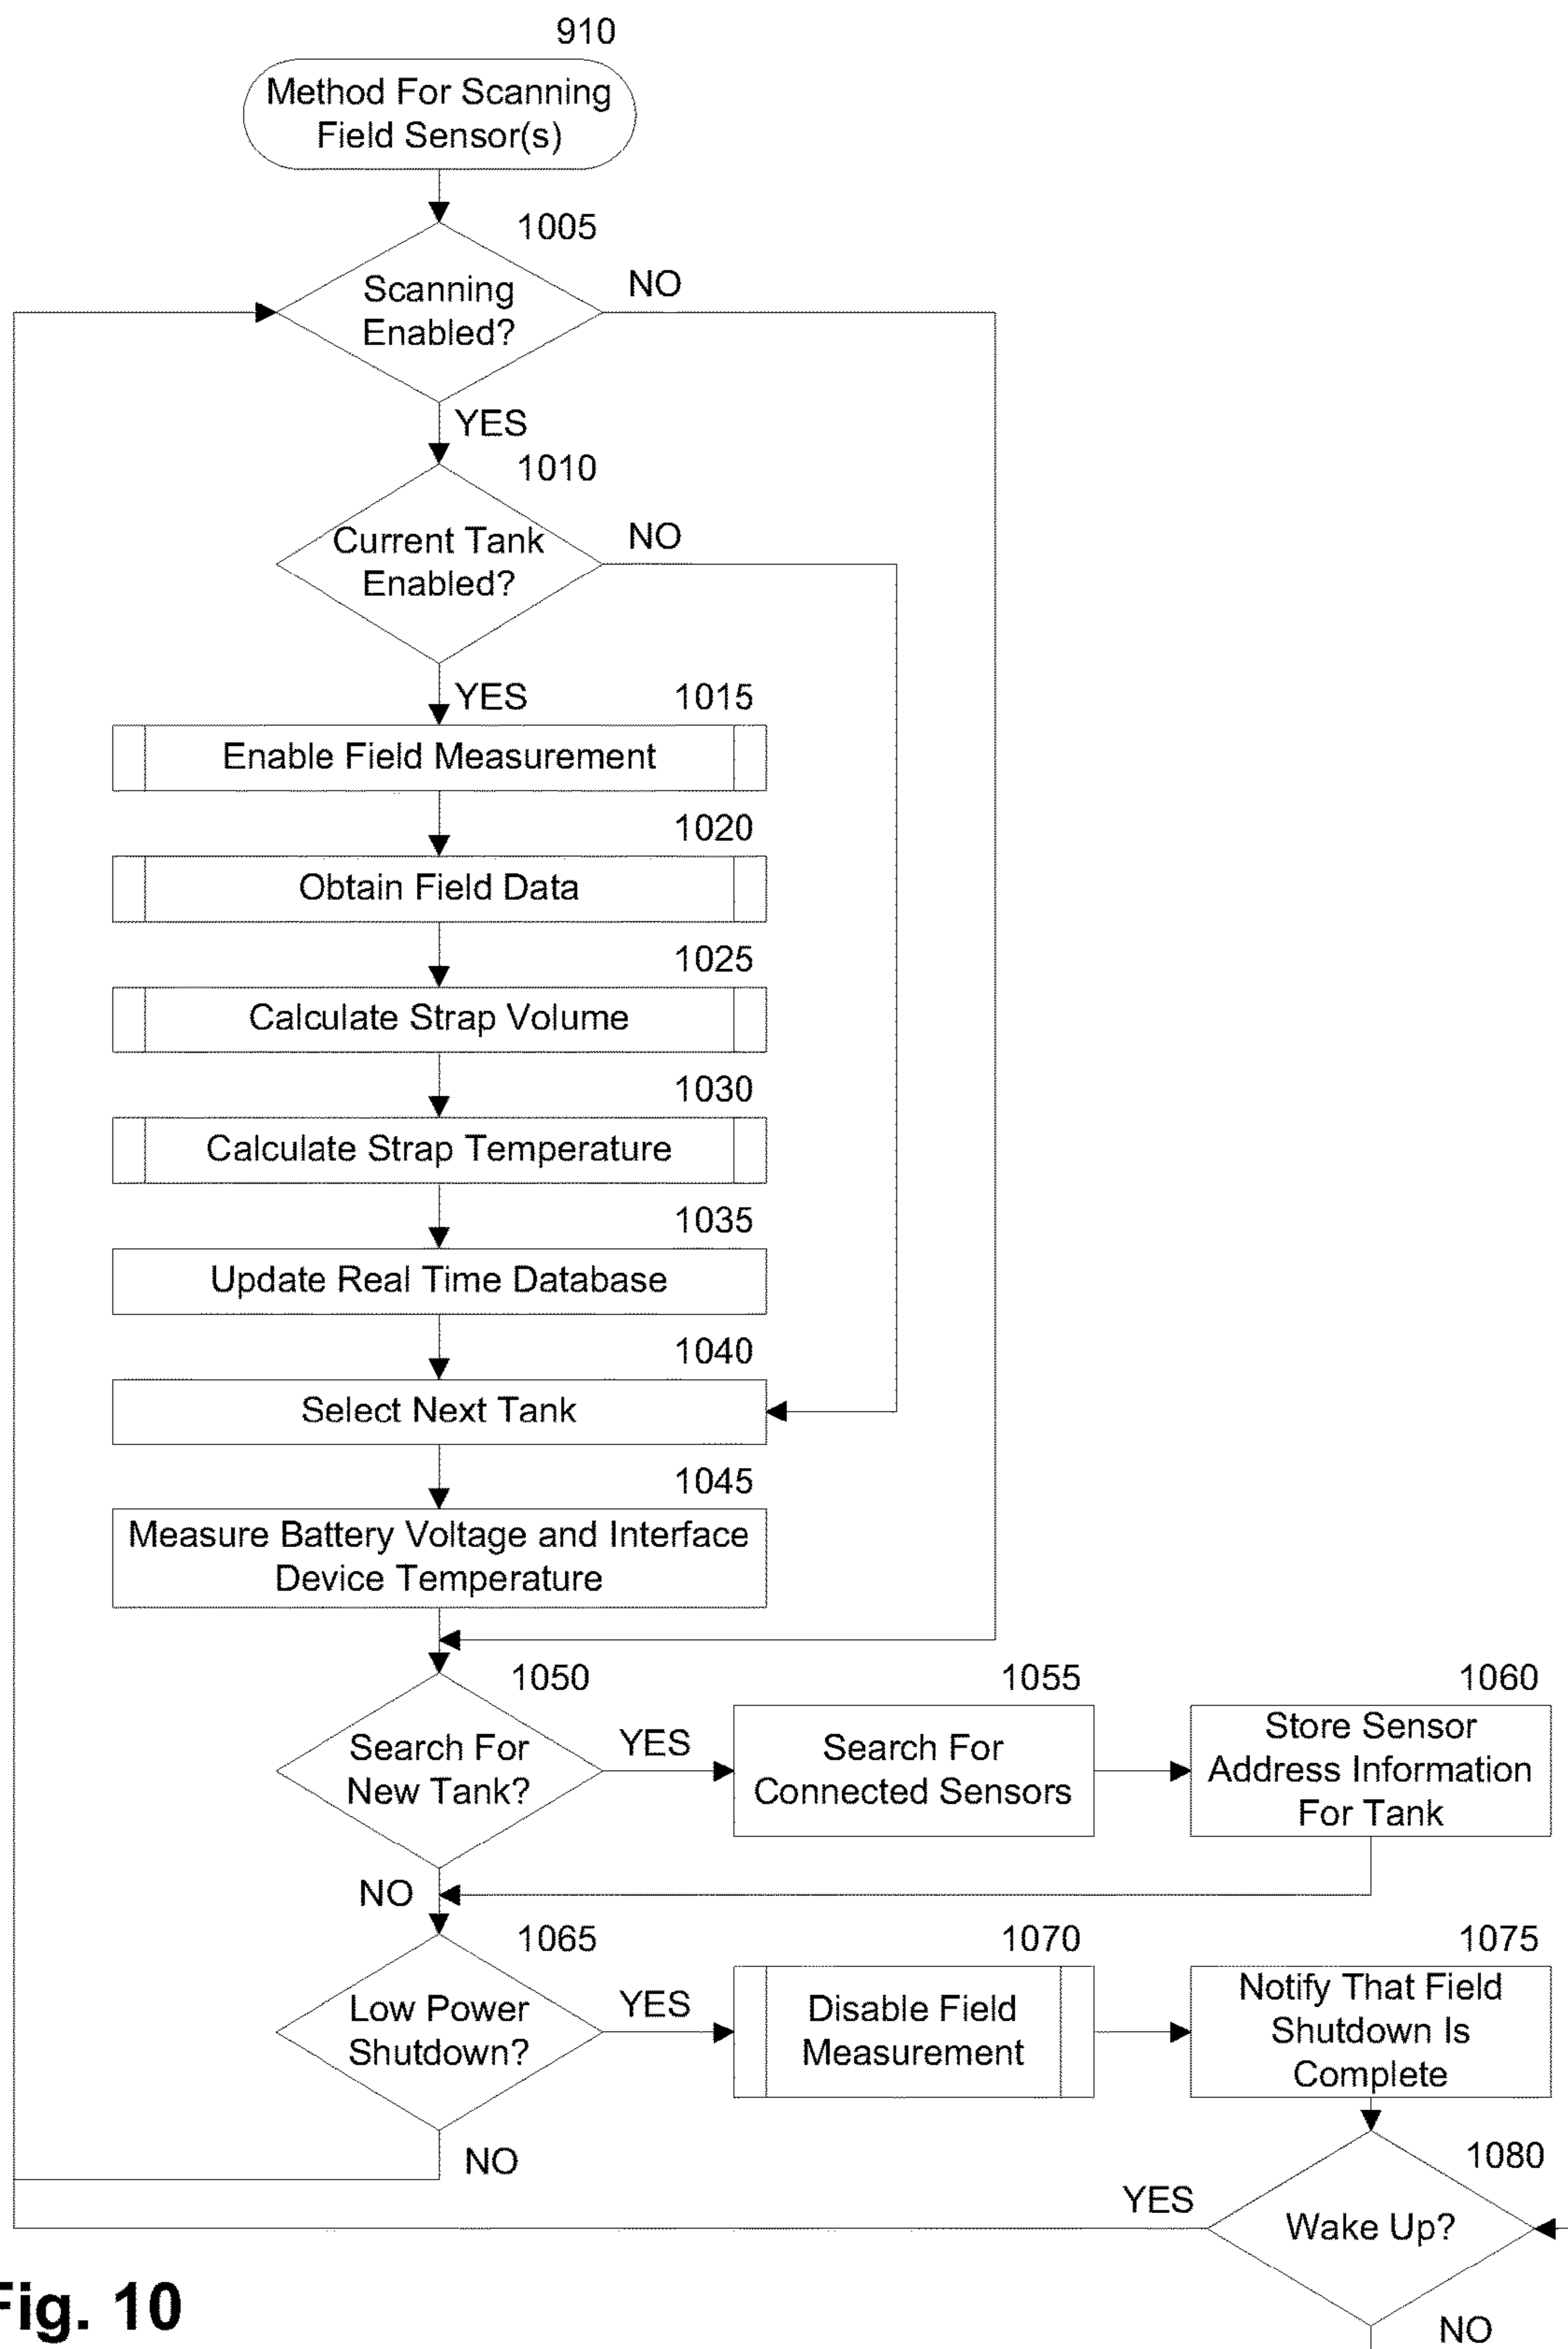 910
Method For Scanning
Field Sensor(s)
1005
Scanning
Enabled?
NO
YES
1010
Current Tank
Enabled?
NO
YES
1015
Enable Field Measurement
1020
Obtain Field Data
1025
Calculate Strap Volume
1030
Calculate Strap Temperature
1035
Update Real Time Database
1040
Select Next Tank
1045
Measure Battery Voltage and Interface
Device Temperature
1050
Search For
New Tank?
YES
1055
Search For
Connected Sensors
1060
Store Sensor
Address Information
For Tank
NO
1065
Low Power
Shutdown?
YES
1070
Disable Field
Measurement
1075
Notify That Field
Shutdown Is
Complete
NO
1080
Wake Up?
YES
NO
Fig. 10